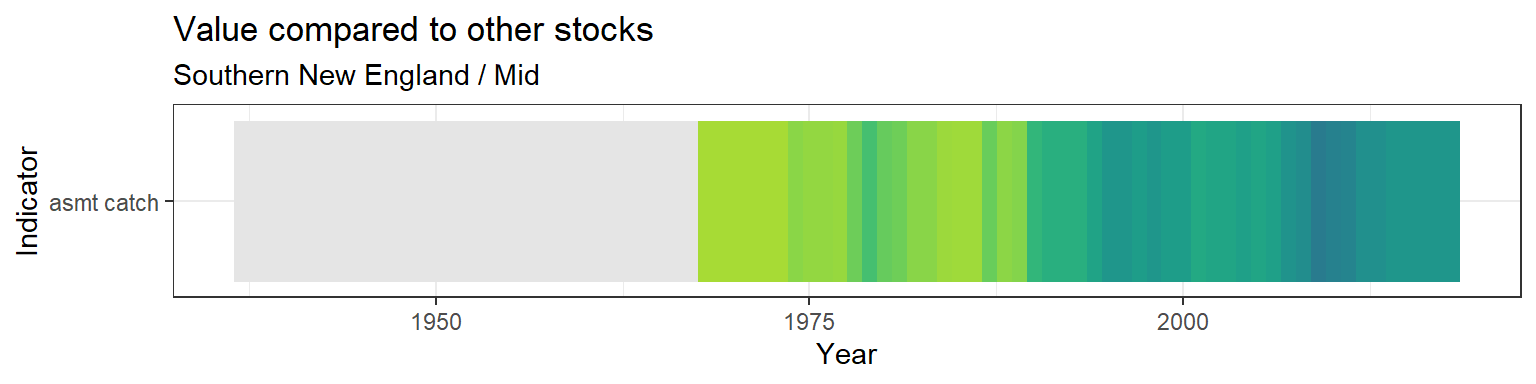 Value compared to other stocks
Southern New England / Mid
Indicator
asmt catch
1950
1975
2000
Year